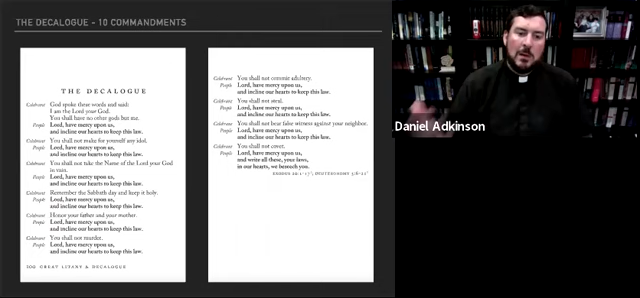 THE DECALOGUE - 10 COMMANDMENTS
THE DECALOGUE
Celebrant God spoke these words and said:
I am the Lord your God.
You shall have no other gods but me.
People Lord, have mercy upon us,
and incline our hearts to keep this law.
Celebrant You shall not make for yourself any idol.
People Lord, have mercy upon us,
and incline our hearts to keep this law.
Celebrant You shall not take the Name of the Lord your God
in vain.
People Lord, have mercy upon us,
and incline our hearts to keep this law.
Celebrant Remember the Sabbath day and keep it holy.
People Lord, have mercy upon us,
and incline our hearts to keep this law.
Celebrant Honor your father and your mother.
People Lord, have mercy upon us,
and incline our hearts to keep this law.
Celebrant You shall not murder.
People Lord, have mercy upon us,
and incline our hearts to keep this law.
100 GREAT LITANY & DECALOGUE
Celebrant You shall not commit adultery.
People Lord, have mercy upon us,
and incline our hearts to keep this law.
Celebrant You shall not steal.
People Lord, have mercy upon us,
and incline our hearts to keep this law.
Celebrant You shall not bear false witness against your neighbor.
People Lord, have mercy upon us,
and incline our hearts to keep this law.
Celebrant You shall not covet.
People Lord, have mercy upon us,
and write all these, your laws,
in our hearts, we beseech you.
EXODUS 20:1-17, DEUTERONOMY 5:6-21
Daniel Adkinson